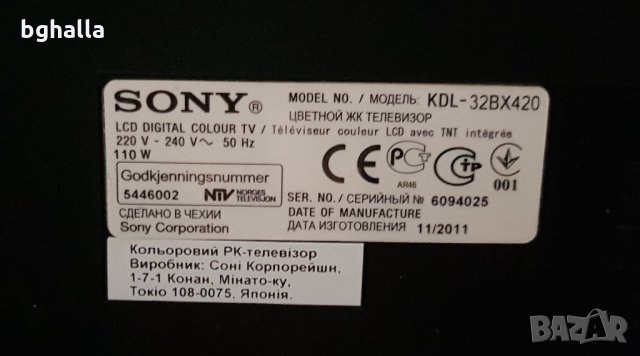 bghalla
SONY®
MODEL NO. / МОДЕЛЬ: KDL-32BX420
ЦВЕТНОЙ ЖК ТЕЛЕВИЗОР
LCD DIGITAL COLOUR TV / Téléviseur couleur LCD avec TNT intégrée
220 V - 240 V~ 50 Hz
110 W
Godkjenningsnummer
5446002 NTV NORGES TELEVISJON
CE
АЯ46
001
SER. NO. / СЕРИЙНЫЙ № 6094025
СДЕЛАНО В ЧЕХИИ
Sony Corporation
DATE OF MANUFACTURE
ДАТА ИЗГОТОВЛЕНИЯ 11/2011
Кольоровий РК-телевізор
Виробник: Соні Корпорейшн,
1-7-1 Конан, Мінато-ку,
Токіо 108-0075, Японія.
BAZAR